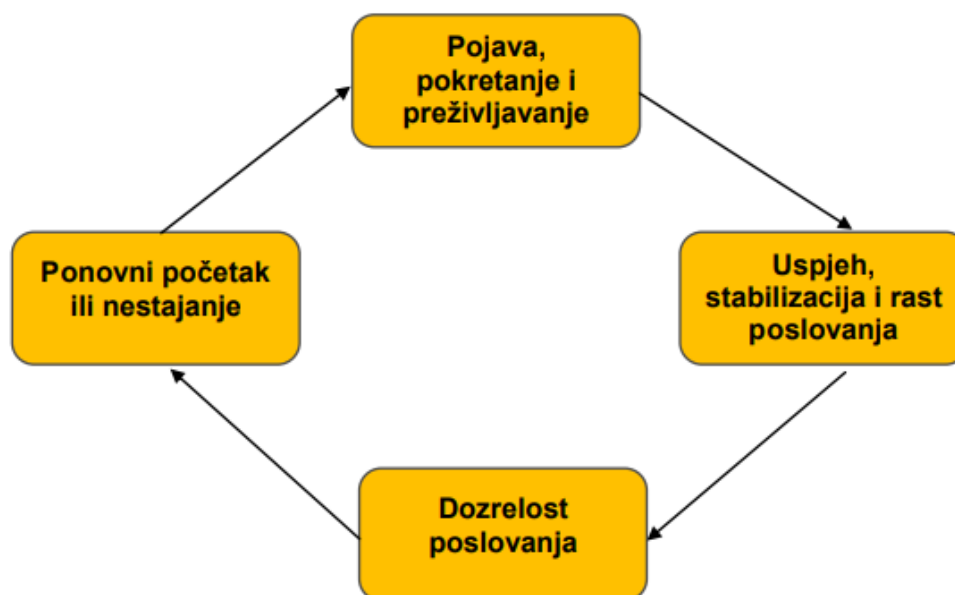 Pojava,
pokretanje i
preživljavanje
Uspjeh,
stabilizacija i rast
poslovanja
Dozrelost
poslovanja
Ponovni početak
ili nestajanje